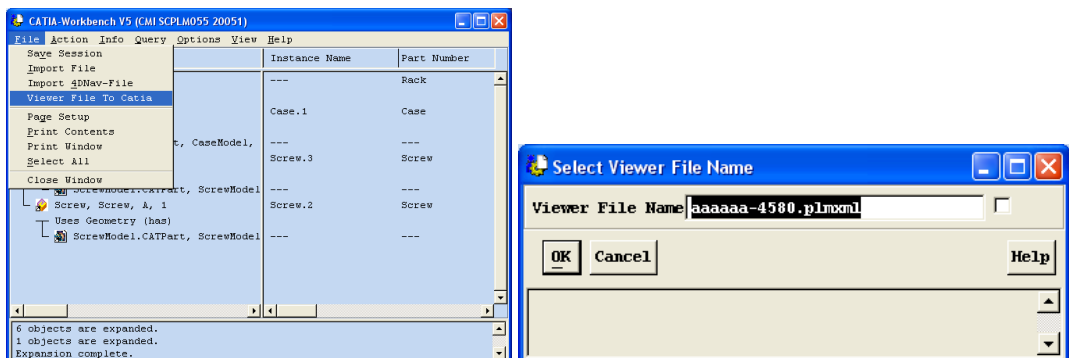 CATIA-Workbench V5 (CMI SCPLM055 20051)
File Action Info Query Options View Help
Save Session
Import File
Import 4DNav-File
Viewer File To Catia
Page Setup
Print Contents
Print Window
Select All
Close Window
Instance Name Part Number
--- Rack
Case.1 Case
t, CaseModel, --- ---
Screw.3 Screw
ScrewModel.CATPart, ScrewModel --- ---
Screw, Screw, A, 1 Screw.2 Screw
Uses Geometry (has)
ScrewModel.CATPart, ScrewModel --- ---
6 objects are expanded.
1 objects are expanded.
Expansion complete.
Select Viewer File Name
Viewer File Name aaaaaa-4580.plmxml
OK Cancel Help